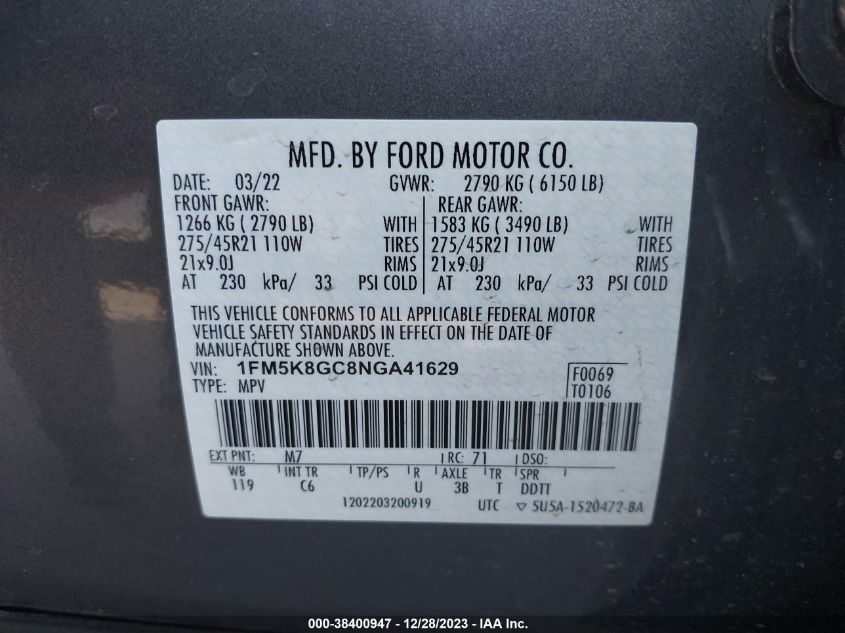 MFD. BY FORD MOTOR CO.
DATE: 03/22 GVWR: 2790 KG ( 6150 LB)
FRONT GAWR: REAR GAWR:
1266 KG ( 2790 LB) WITH 1583 KG ( 3490 LB) WITH
275/45R21 110W TIRES 275/45R21 110W TIRES
21x9.0J RIMS 21x9.0J RIMS
AT 230 kPa/ 33 PSI COLD AT 230 kPa/ 33 PSI COLD
THIS VEHICLE CONFORMS TO ALL APPLICABLE FEDERAL MOTOR
VEHICLE SAFETY STANDARDS IN EFFECT ON THE DATE OF
MANUFACTURE SHOWN ABOVE.
VIN: 1FM5K8GC8NGA41629 F0069
TYPE: MPV T0106
EXT PNT: M7 RC: 71 DSO:
WB INT TR TP/PS R AXLE TR SPR
119 C6 U 3B T DDTT
1202203200919 UTC ▽ 5U5A-1520472-BA
000-38400947 - 12/28/2023 - IAA Inc.